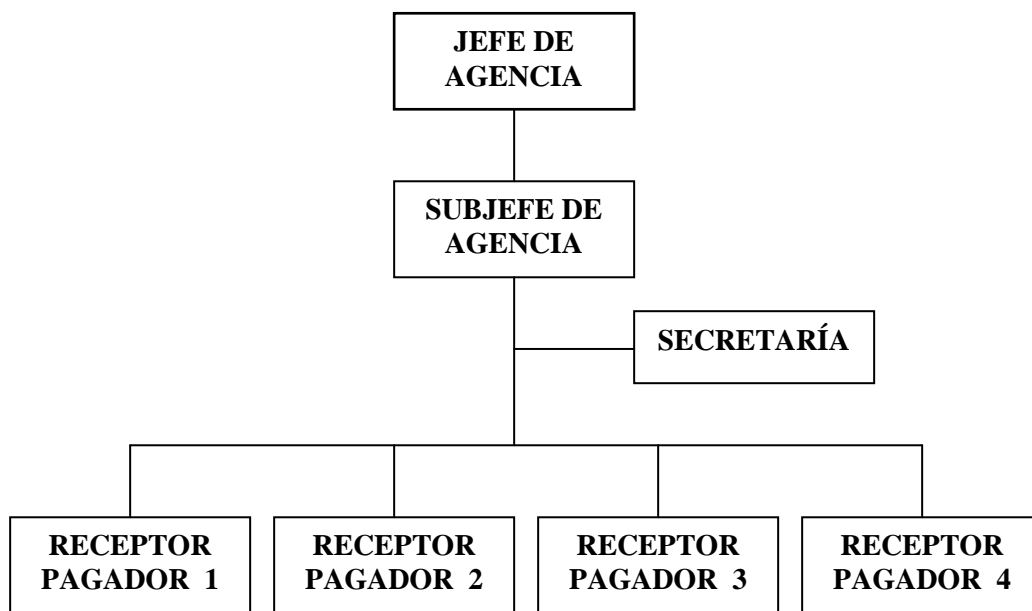 JEFE DE
AGENCIA
SUBJEFE DE
AGENCIA
SECRETARÍA
RECEPTOR
PAGADOR 1
RECEPTOR
PAGADOR 2
RECEPTOR
PAGADOR 3
RECEPTOR
PAGADOR 4